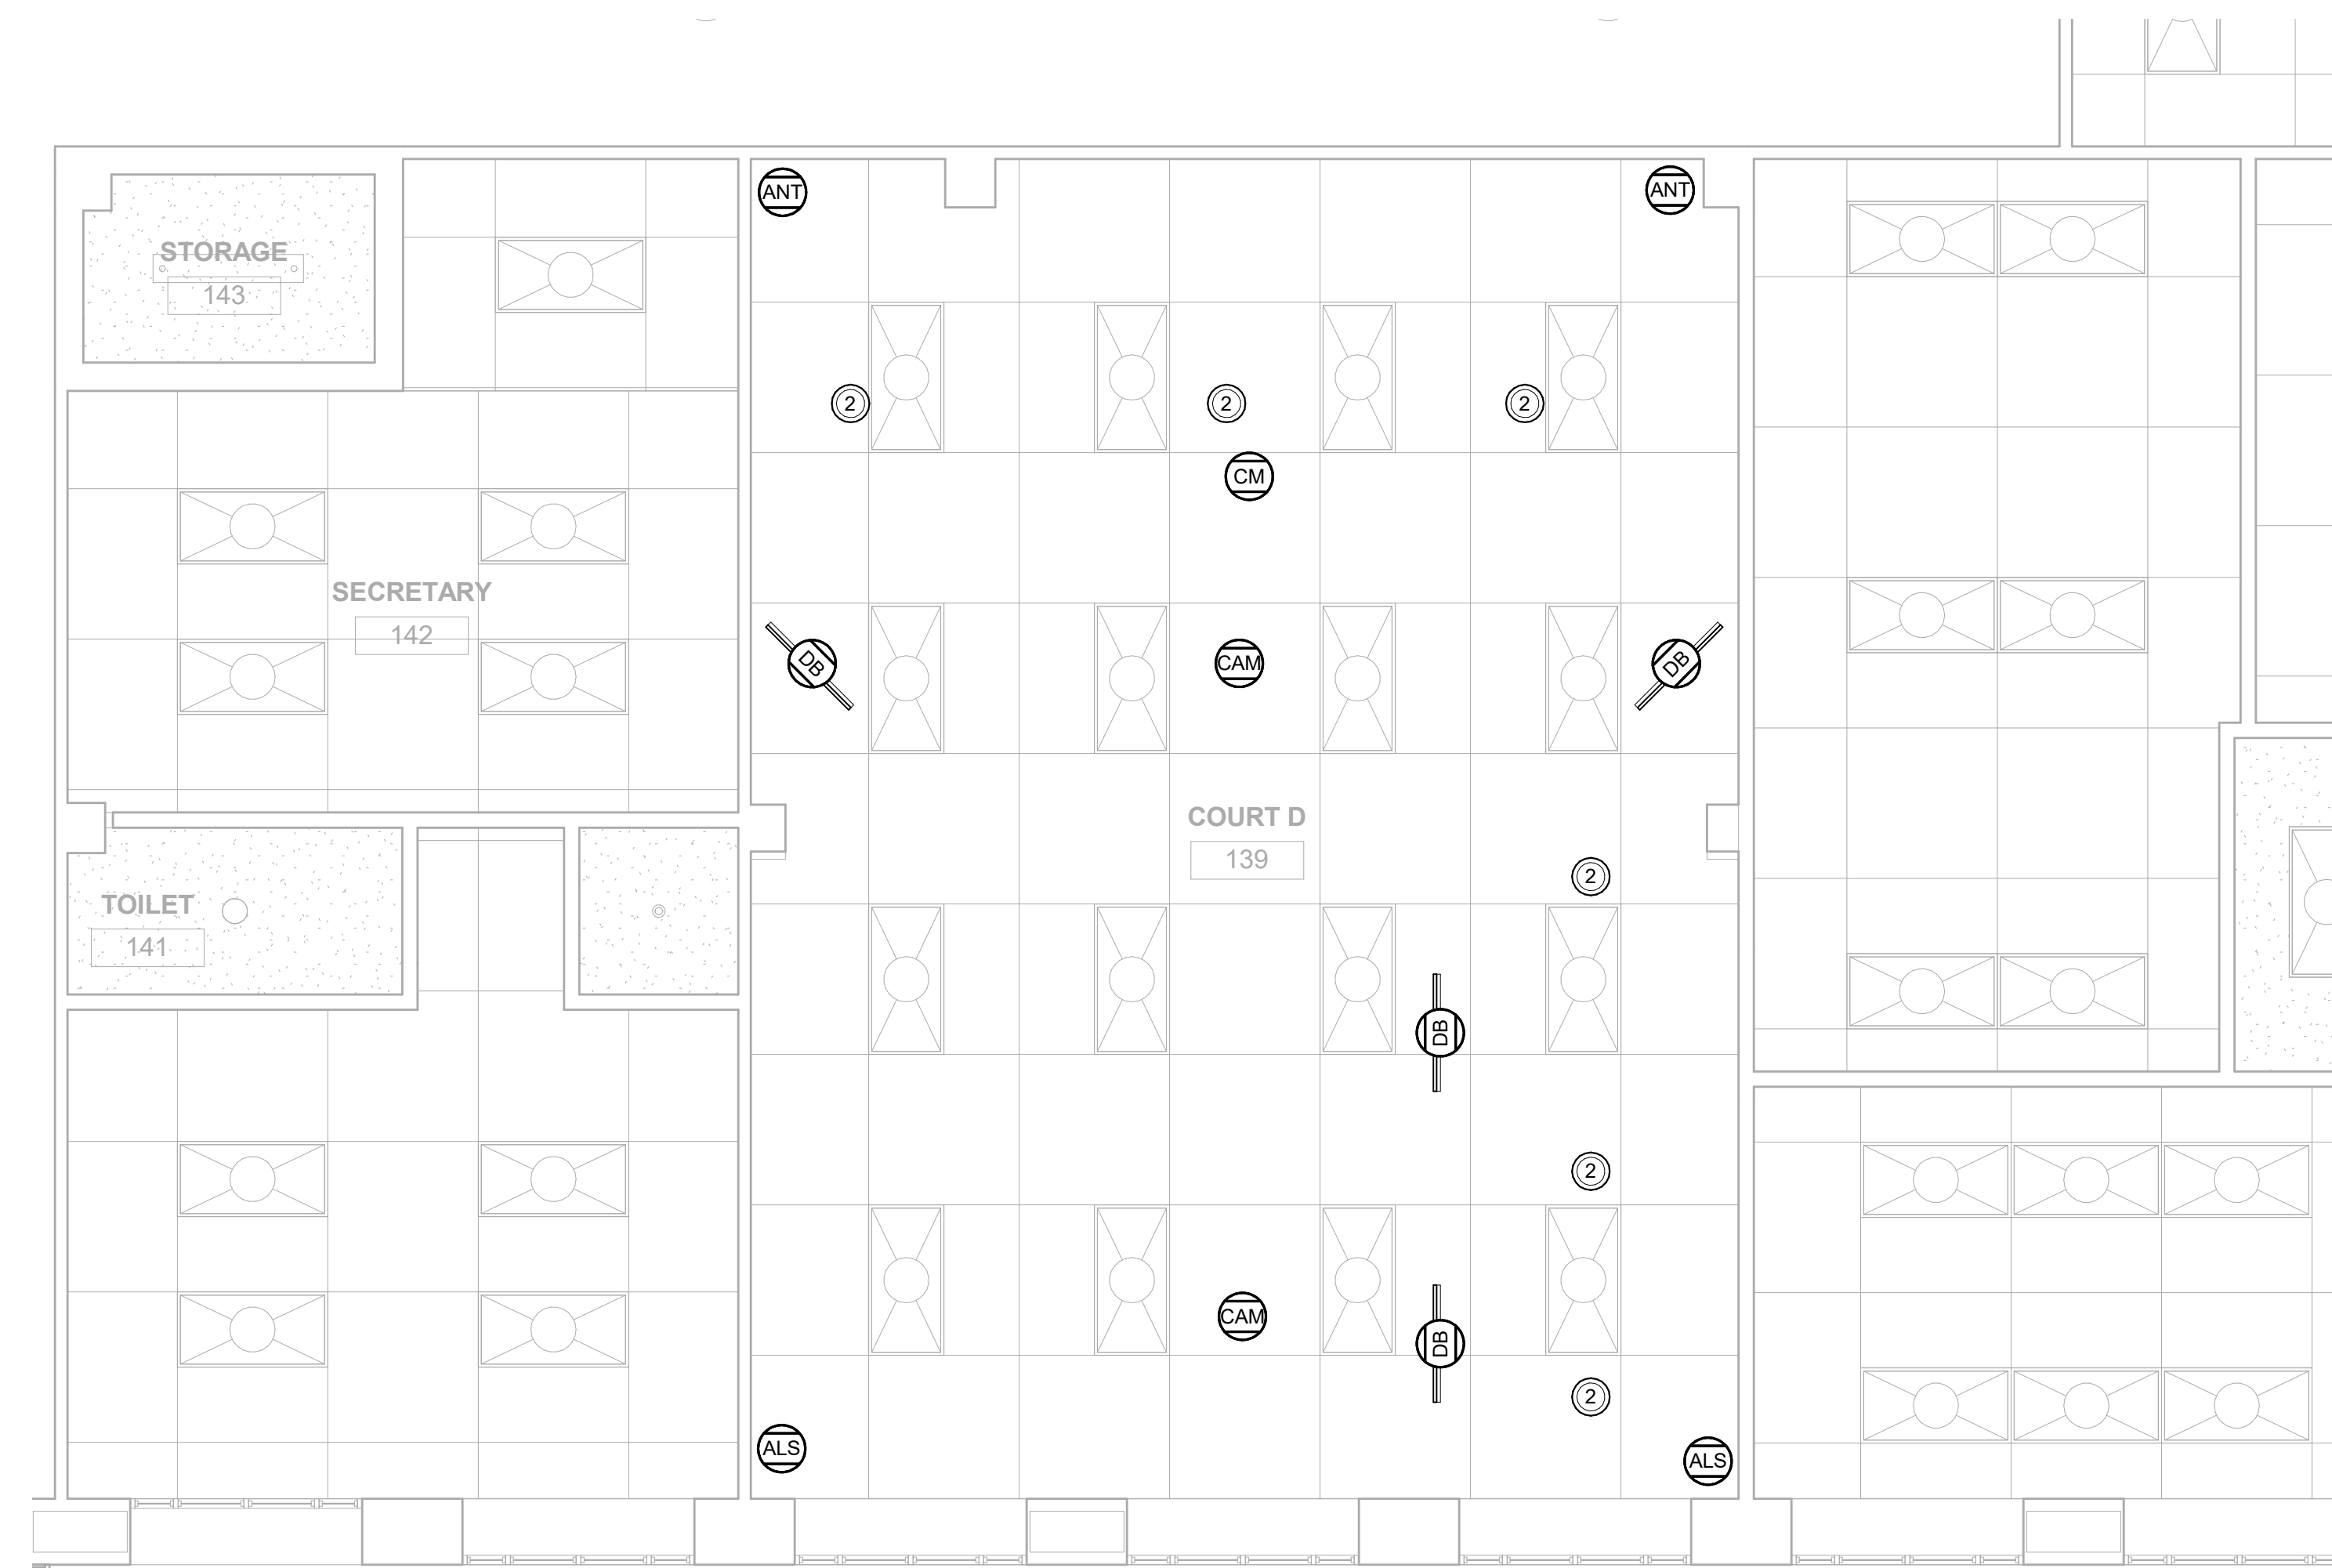 ANT
ANT
STORAGE
143
2
2
2
CM
SECRETARY
142
DB
CAM
DB
COURT D
139
2
TOILET
141
DB
2
CAM
DB
2
ALS
ALS